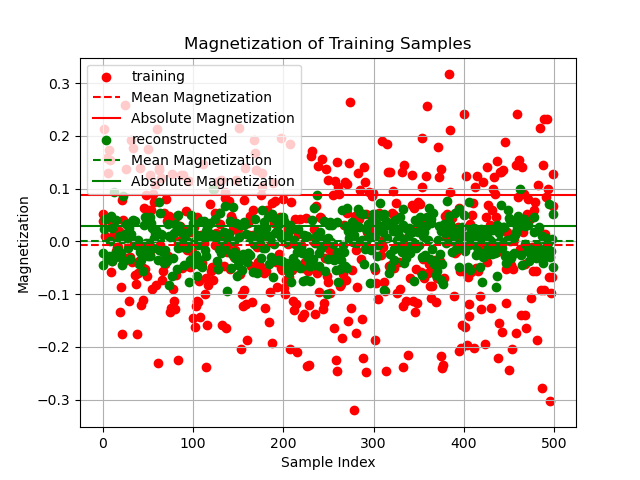 Magnetization of Training Samples
training
Mean Magnetization
Absolute Magnetization
reconstructed
Mean Magnetization
Absolute Magnetization
Magnetization
0.3
0.2
0.1
0.0
−0.1
−0.2
−0.3
0 100 200 300 400 500
Sample Index